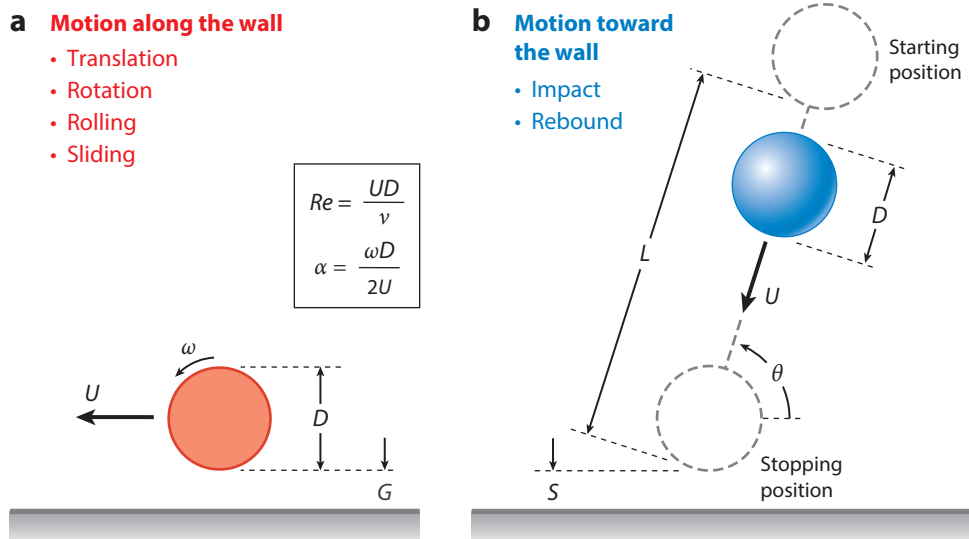 a Motion along the wall
• Translation
• Rotation
• Rolling
• Sliding
Re = UD / ν
α = ωD / 2U
ω
U
D
G
b Motion toward
the wall
• Impact
• Rebound
Starting
position
D
L
U
θ
S
Stopping
position